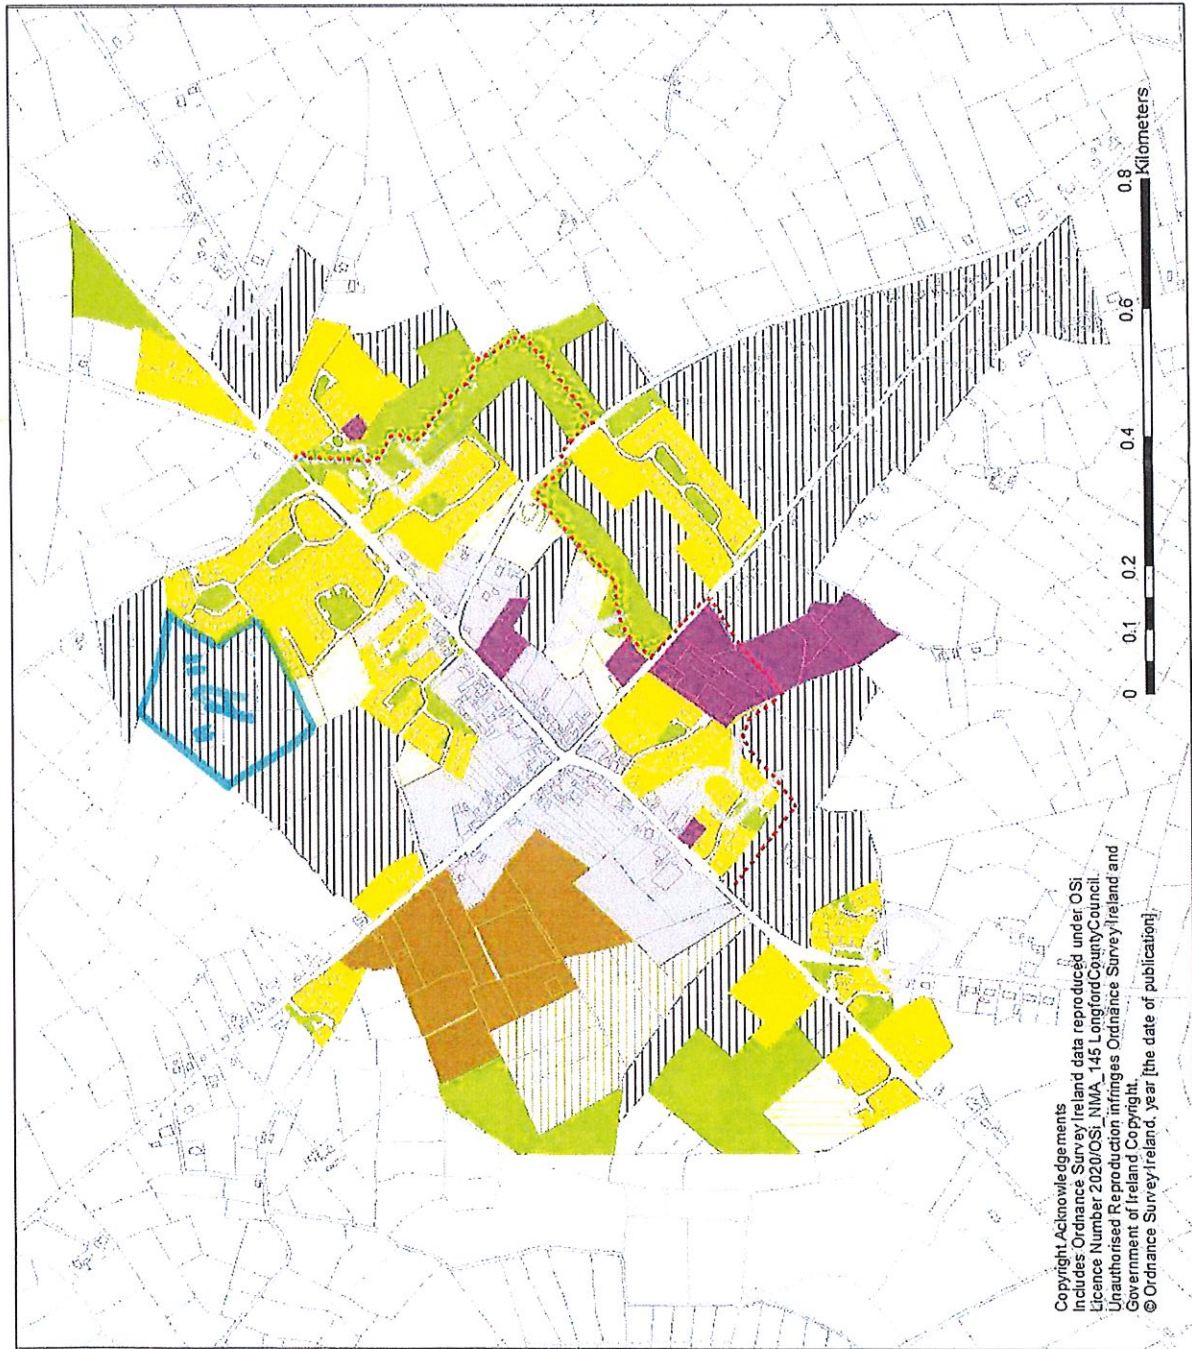 "A"
0 0.1 0.2 0.4 0.6 0.8
Kilometers
Copyright Acknowledgements
Includes Ordnance Survey Ireland data reproduced under OSi
Licence Number 2020/OSi_NMA_145 Longford County Council.
Unauthorised Reproduction infringes Ordnance Survey Ireland and
Government of Ireland Copyright.
© Ordnance Survey Ireland, year [the date of publication]